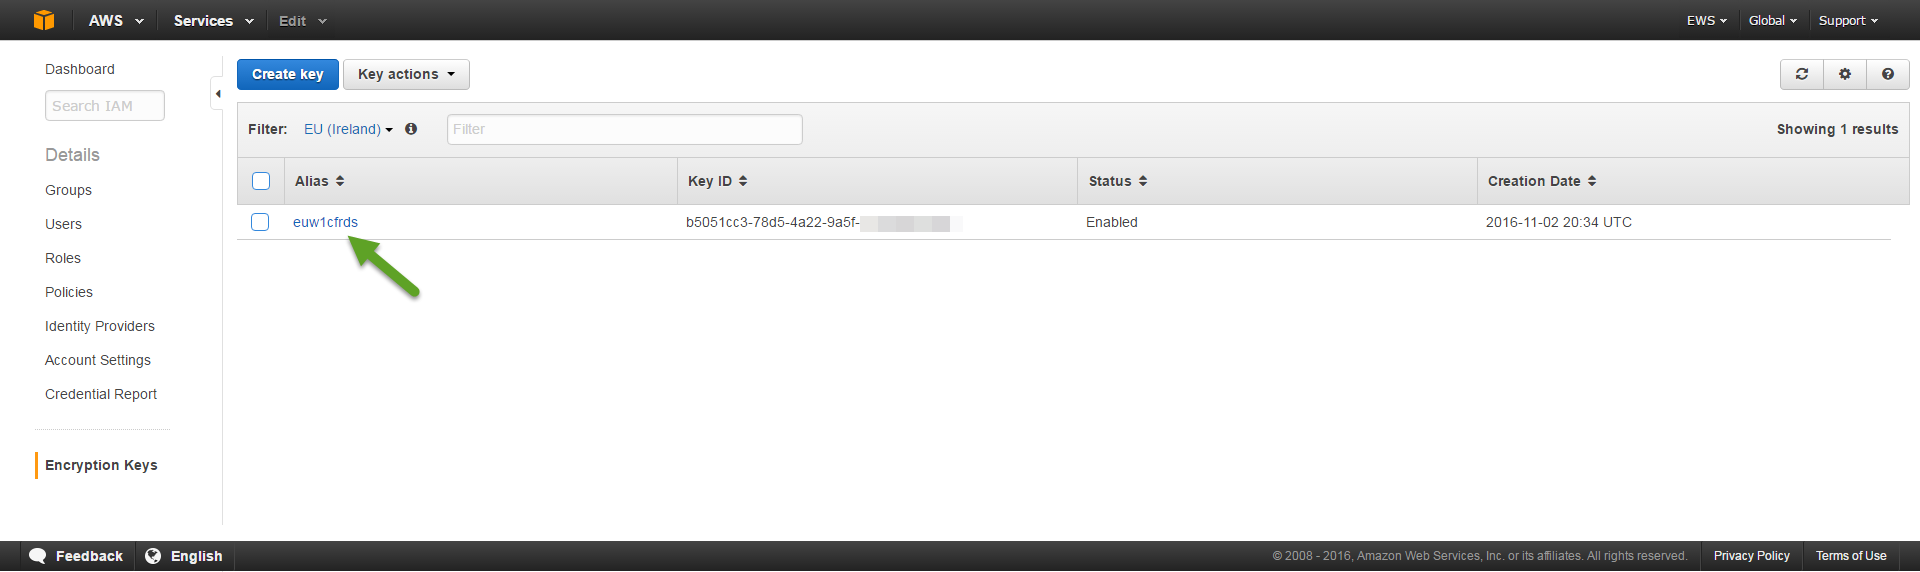 AWS Services Edit EWS Global Support
Dashboard
Search IAM
Details
Groups
Users
Roles
Policies
Identity Providers
Account Settings
Credential Report
Encryption Keys
Create key Key actions
Filter: EU (Ireland) Filter Showing 1 results
Alias Key ID Status Creation Date
euw1cfrds b5051cc3-78d5-4a22-9a5f- Enabled 2016-11-02 20:34 UTC
Feedback English © 2008 - 2016, Amazon Web Services, Inc. or its affiliates. All rights reserved. Privacy Policy Terms of Use